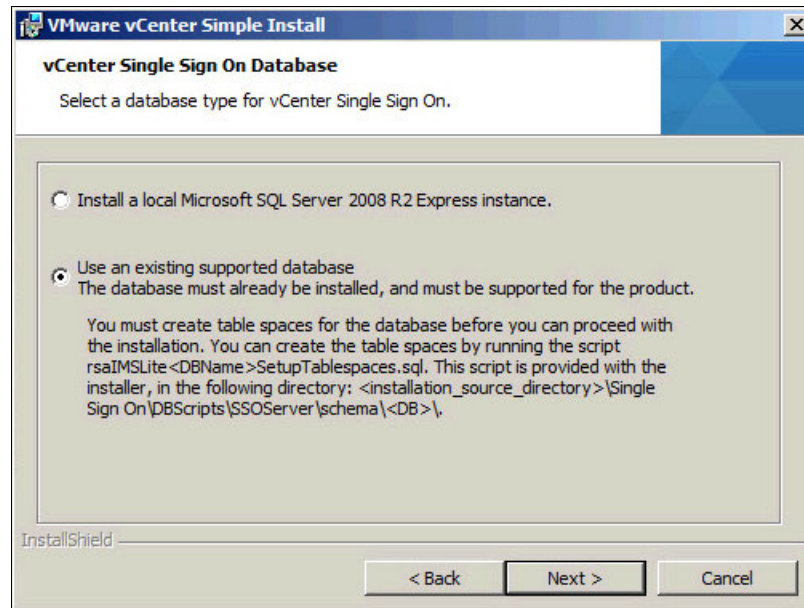 VMware vCenter Simple Install
vCenter Single Sign On Database
Select a database type for vCenter Single Sign On.
Install a local Microsoft SQL Server 2008 R2 Express instance.
Use an existing supported database
The database must already be installed, and must be supported for the product.
You must create table spaces for the database before you can proceed with
the installation. You can create the table spaces by running the script
rsaIMSLite<DBName>SetupTablespaces.sql. This script is provided with the
installer, in the following directory: <installation_source_directory>\Single
Sign On\DBScripts\SSOServer\schema\<DB>\.
InstallShield
< Back
Next >
Cancel